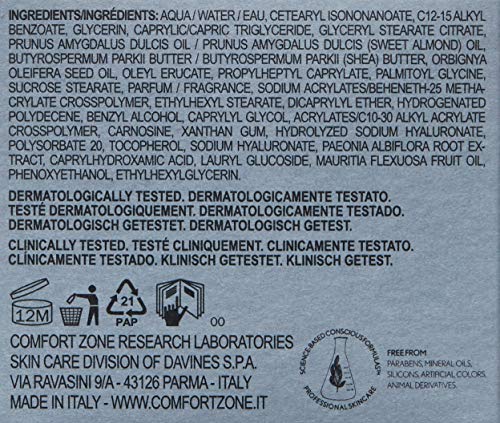 INGREDIENTS/INGRÉDIENTS: AQUA / WATER / EAU, CETEARYL ISONONANOATE, C12-15 ALKYL
BENZOATE, GLYCERIN, CAPRYLIC/CAPRIC TRIGLYCERIDE, GLYCERYL STEARATE CITRATE,
PRUNUS AMYGDALUS DULCIS OIL / PRUNUS AMYGDALUS DULCIS (SWEET ALMOND) OIL,
BUTYROSPERMUM PARKII BUTTER / BUTYROSPERMUM PARKII (SHEA) BUTTER, ORBIGNYA
OLEIFERA SEED OIL, OLEYL ERUCATE, PROPYLHEPTYL CAPRYLATE, PALMITOYL GLYCINE,
SUCROSE STEARATE, PARFUM / FRAGRANCE, SODIUM ACRYLATES/BEHENETH-25 METHA-
CRYLATE CROSSPOLYMER, ETHYLHEXYL STEARATE, DICAPRYLYL ETHER, HYDROGENATED
POLYDECENE, BENZYL ALCOHOL, CAPRYLYL GLYCOL, ACRYLATES/C10-30 ALKYL ACRYLATE
CROSSPOLYMER, CARNOSINE, XANTHAN GUM, HYDROLYZED SODIUM HYALURONATE,
POLYSORBATE 20, TOCOPHEROL, SODIUM HYALURONATE, PAEONIA ALBIFLORA ROOT EX-
TRACT, CAPRYLHYDROXAMIC ACID, LAURYL GLUCOSIDE, MAURITIA FLEXUOSA FRUIT OIL,
PHENOXYETHANOL, ETHYLHEXYLGLYCERIN.
DERMATOLOGICALLY TESTED. DERMATOLOGICAMENTE TESTATO.
TESTÉ DERMATOLOGIQUEMENT. DERMATOLOGICAMENTE TESTADO.
DERMATOLOGISCH GETESTET. DERMATOLOGISCH GETEST.
CLINICALLY TESTED. TESTÉ CLINIQUEMENT. CLINICAMENTE TESTATO.
CLÍNICAMENTE TESTADO. KLINISCH GETESTET. KLINISCH GETEST.
12M
21
PAP
00
COMFORT ZONE RESEARCH LABORATORIES
SKIN CARE DIVISION OF DAVINES S.P.A.
VIA RAVASINI 9/A - 43126 PARMA - ITALY
MADE IN ITALY - WWW.COMFORTZONE.IT
SCIENCE-BASED CONSCIOUS FORMULAS™
PROFESSIONAL SKINCARE
FREE FROM
PARABENS, MINERAL OILS,
SILICONS, ARTIFICIAL COLORS,
ANIMAL DERIVATIVES.